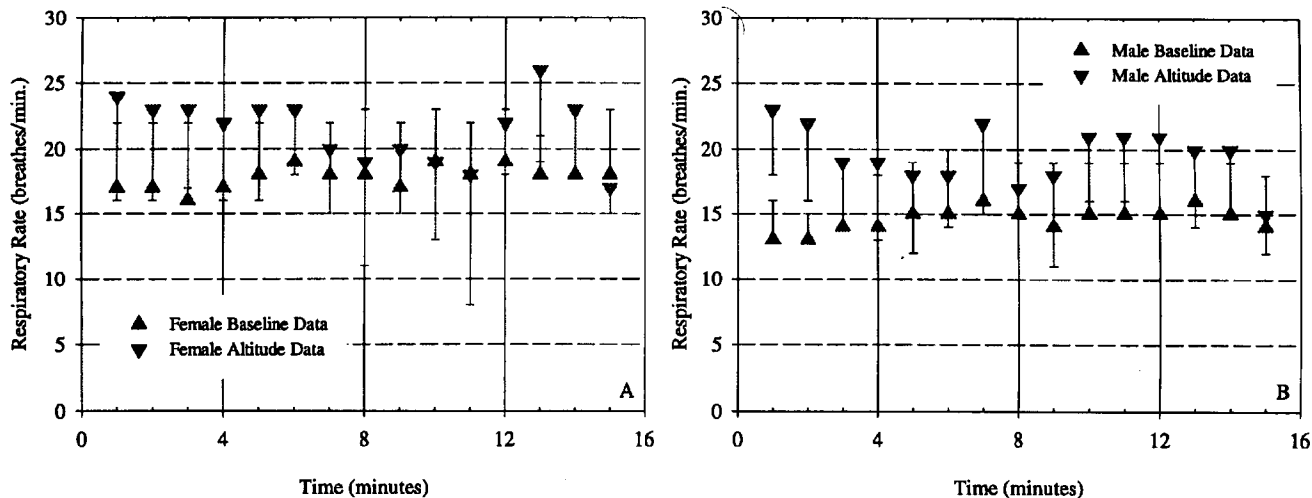 30
25
20
15
10
5
0
Respiratory Rate (breathes/min.)
Female Baseline Data
Female Altitude Data
A
0
4
8
12
16
Time (minutes)
30
25
20
15
10
5
0
Respiratory Rate (breathes/min.)
Male Baseline Data
Male Altitude Data
B
0
4
8
12
16
Time (minutes)